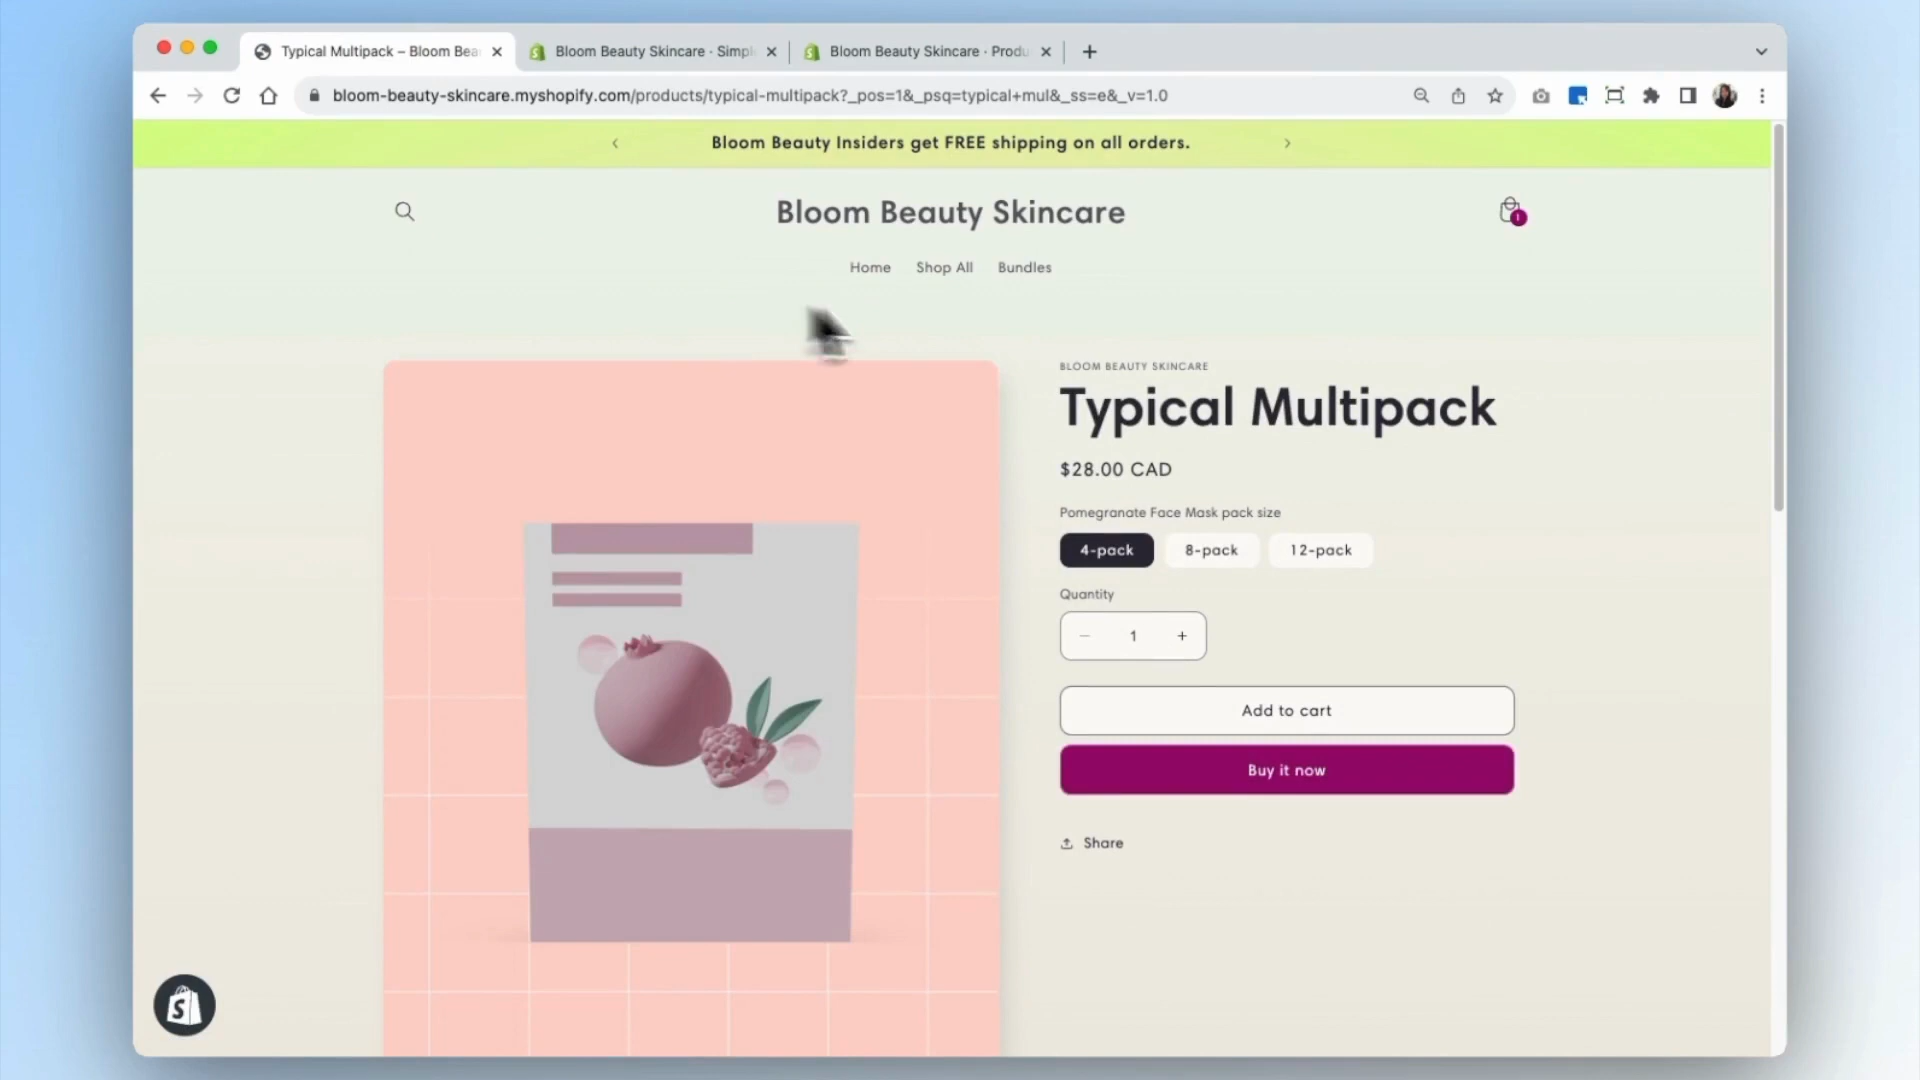 Typical Multipack – Bloom Bea
Bloom Beauty Skincare · Simpl
Bloom Beauty Skincare · Produ
bloom-beauty-skincare.myshopify.com/products/typical-multipack?_pos=1&_psq=typical+mul&_ss=e&_v=1.0
Bloom Beauty Insiders get FREE shipping on all orders.
Bloom Beauty Skincare
1
Home Shop All Bundles
BLOOM BEAUTY SKINCARE
Typical Multipack
$28.00 CAD
Pomegranate Face Mask pack size
4-pack 8-pack 12-pack
Quantity
− 1 +
Add to cart
Buy it now
Share